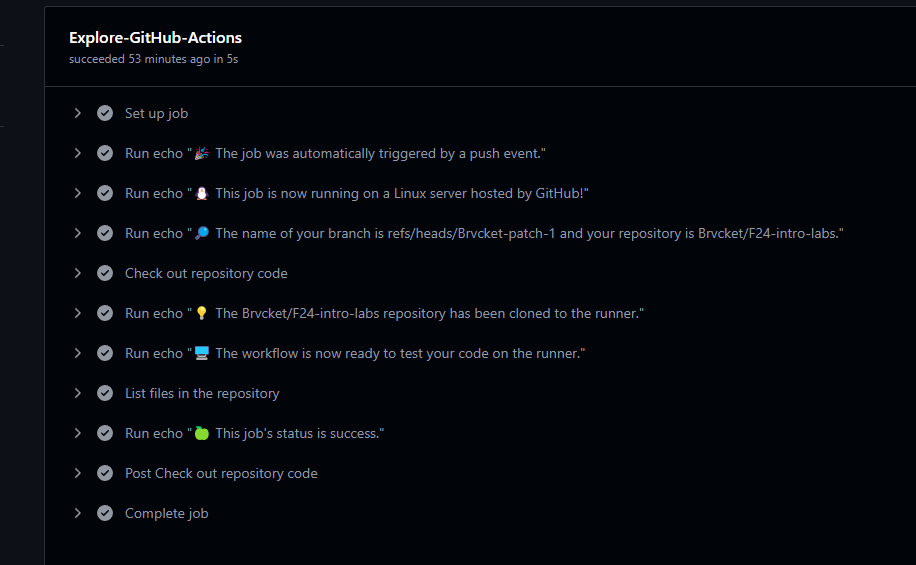 Explore-GitHub-Actions
succeeded 53 minutes ago in 5s
Set up job
Run echo "🎉 The job was automatically triggered by a push event."
Run echo "🐧 This job is now running on a Linux server hosted by GitHub!"
Run echo "🔎 The name of your branch is refs/heads/Brvcket-patch-1 and your repository is Brvcket/F24-intro-labs."
Check out repository code
Run echo "💡 The Brvcket/F24-intro-labs repository has been cloned to the runner."
Run echo "🖥️ The workflow is now ready to test your code on the runner."
List files in the repository
Run echo "🍏 This job's status is success."
Post Check out repository code
Complete job